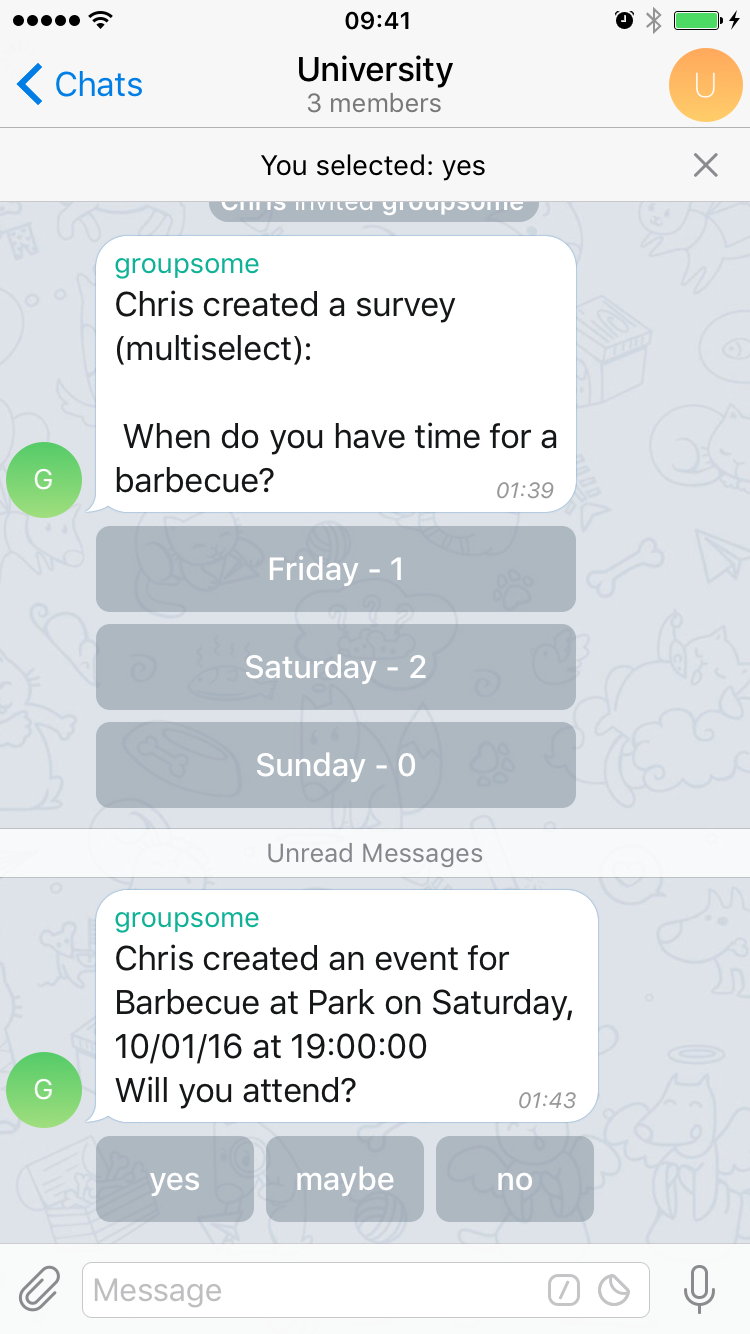 09:41
Chats
University
3 members
U
You selected: yes
Chris invited groupsome
groupsome
Chris created a survey
(multiselect):
When do you have time for a
barbecue?
01:39
G
Friday - 1
Saturday - 2
Sunday - 0
Unread Messages
groupsome
Chris created an event for
Barbecue at Park on Saturday,
10/01/16 at 19:00:00
Will you attend?
01:43
G
yes
maybe
no
Message